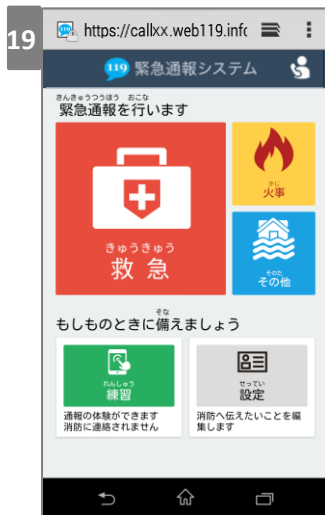 19
https://callxx.web119.info
119 緊急通報システム
きんきゅうつうほう おこな
緊急通報を行います
きゅうきゅう
救急
かじ
火事
そのた
その他
そな
もしものときに備えましょう
れんしゅう
練習
通報の体験ができます
消防に連絡されません
せってい
設定
消防へ伝えたいことを編
集します